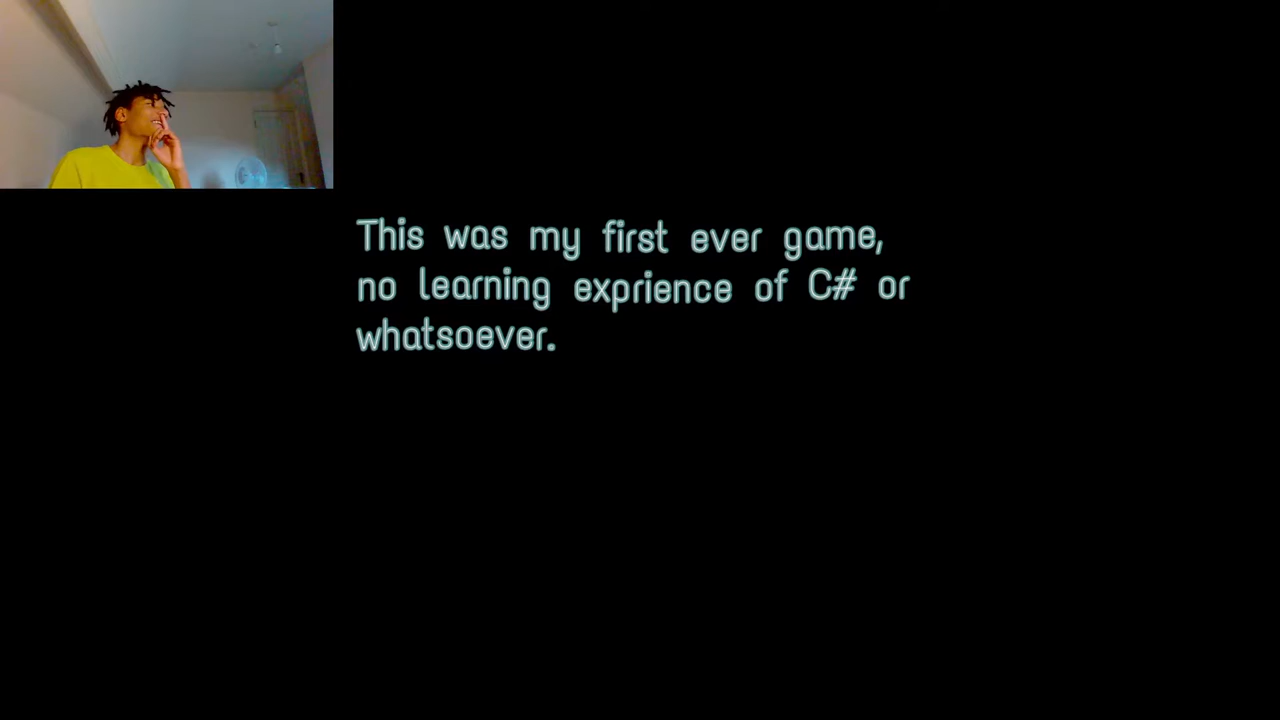 This was my first ever game,
no learning exprience of C# or
whatsoever.